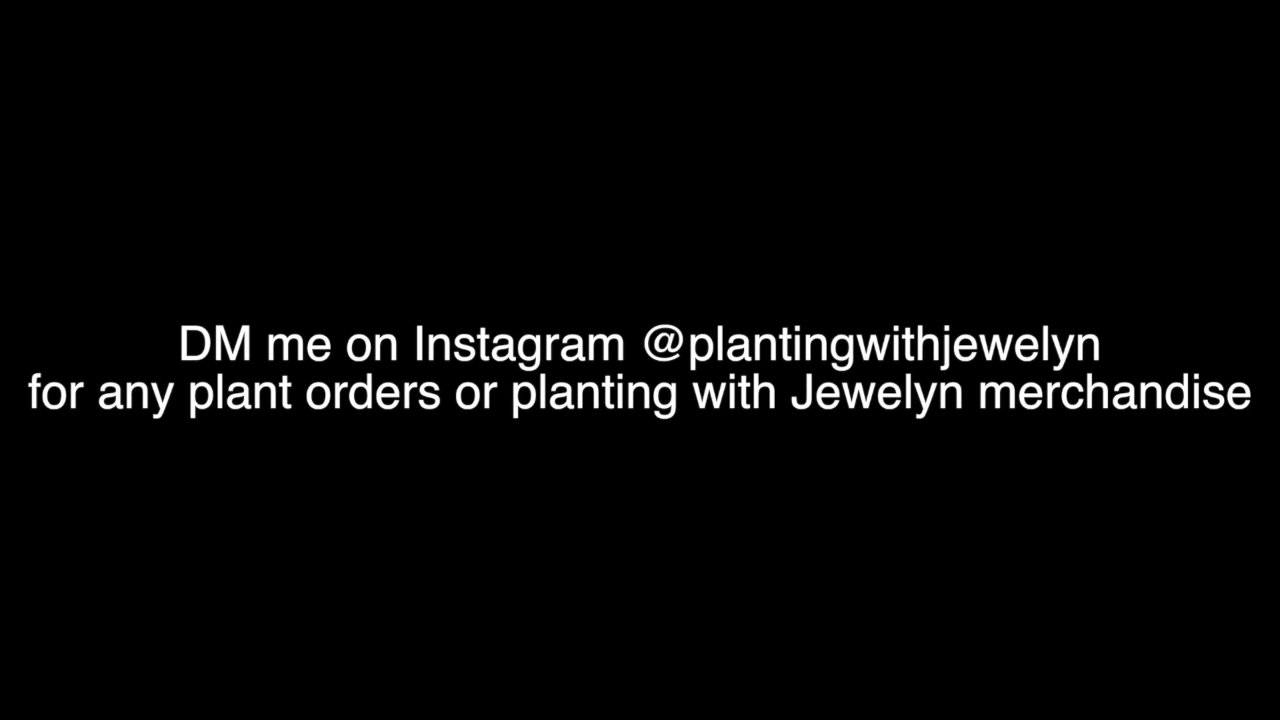 DM me on Instagram @plantingwithjewelyn
for any plant orders or planting with Jewelyn merchandise